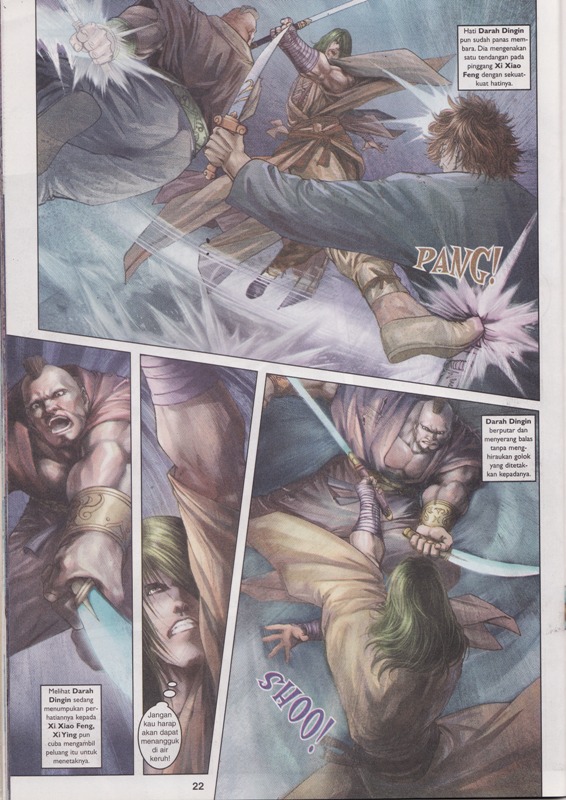 Hati Darah Dingin
pun sudah panas mem-
bara. Dia mengenakan
satu tendangan pada
pinggang Xi Xiao
Feng dengan sekuat-
kuat hatinya.
PANG!
Melihat Darah
Dingin sedang
menumpukan per-
hatiannya kepada
Xi Xiao Feng,
Xi Ying pun
cuba mengambil
peluang itu untuk
menetaknya.
Jangan
kau harap
akan dapat
menangguk
di air
keruh!
Darah Dingin
berputar dan
menyerang balas
tanpa meng-
hiraukan golok
yang ditetak-
kan kepadanya.
SHOO!
22